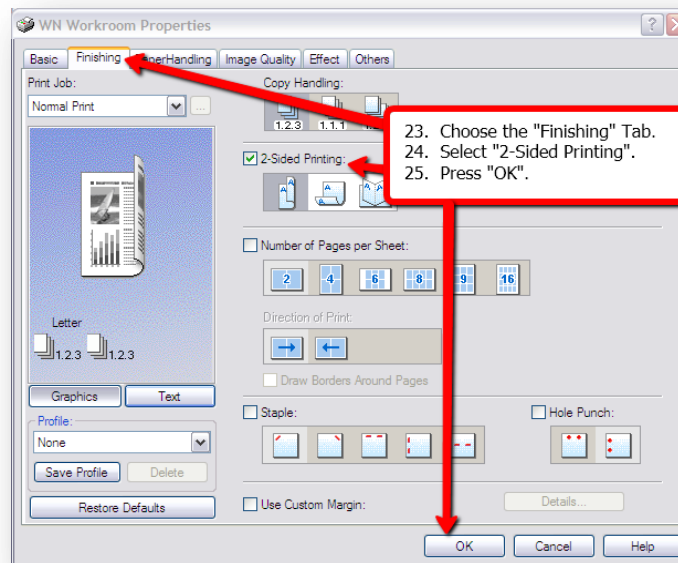 WN Workroom Properties
Basic Finishing Image Quality Effect Others
Print Job:
Normal Print
...
Copy Handling:
1.2.3 1.1.1
23. Choose the "Finishing" Tab.
24. Select "2-Sided Printing".
25. Press "OK".
2-Sided Printing:
Number of Pages per Sheet:
2 4 6 8 9 16
Direction of Print:
Draw Borders Around Pages
Letter
1.2.3 1.2.3
Graphics Text
Profile:
None
Save Profile Delete
Restore Defaults
Staple:
Hole Punch:
Use Custom Margin:
Details...
OK Cancel Help